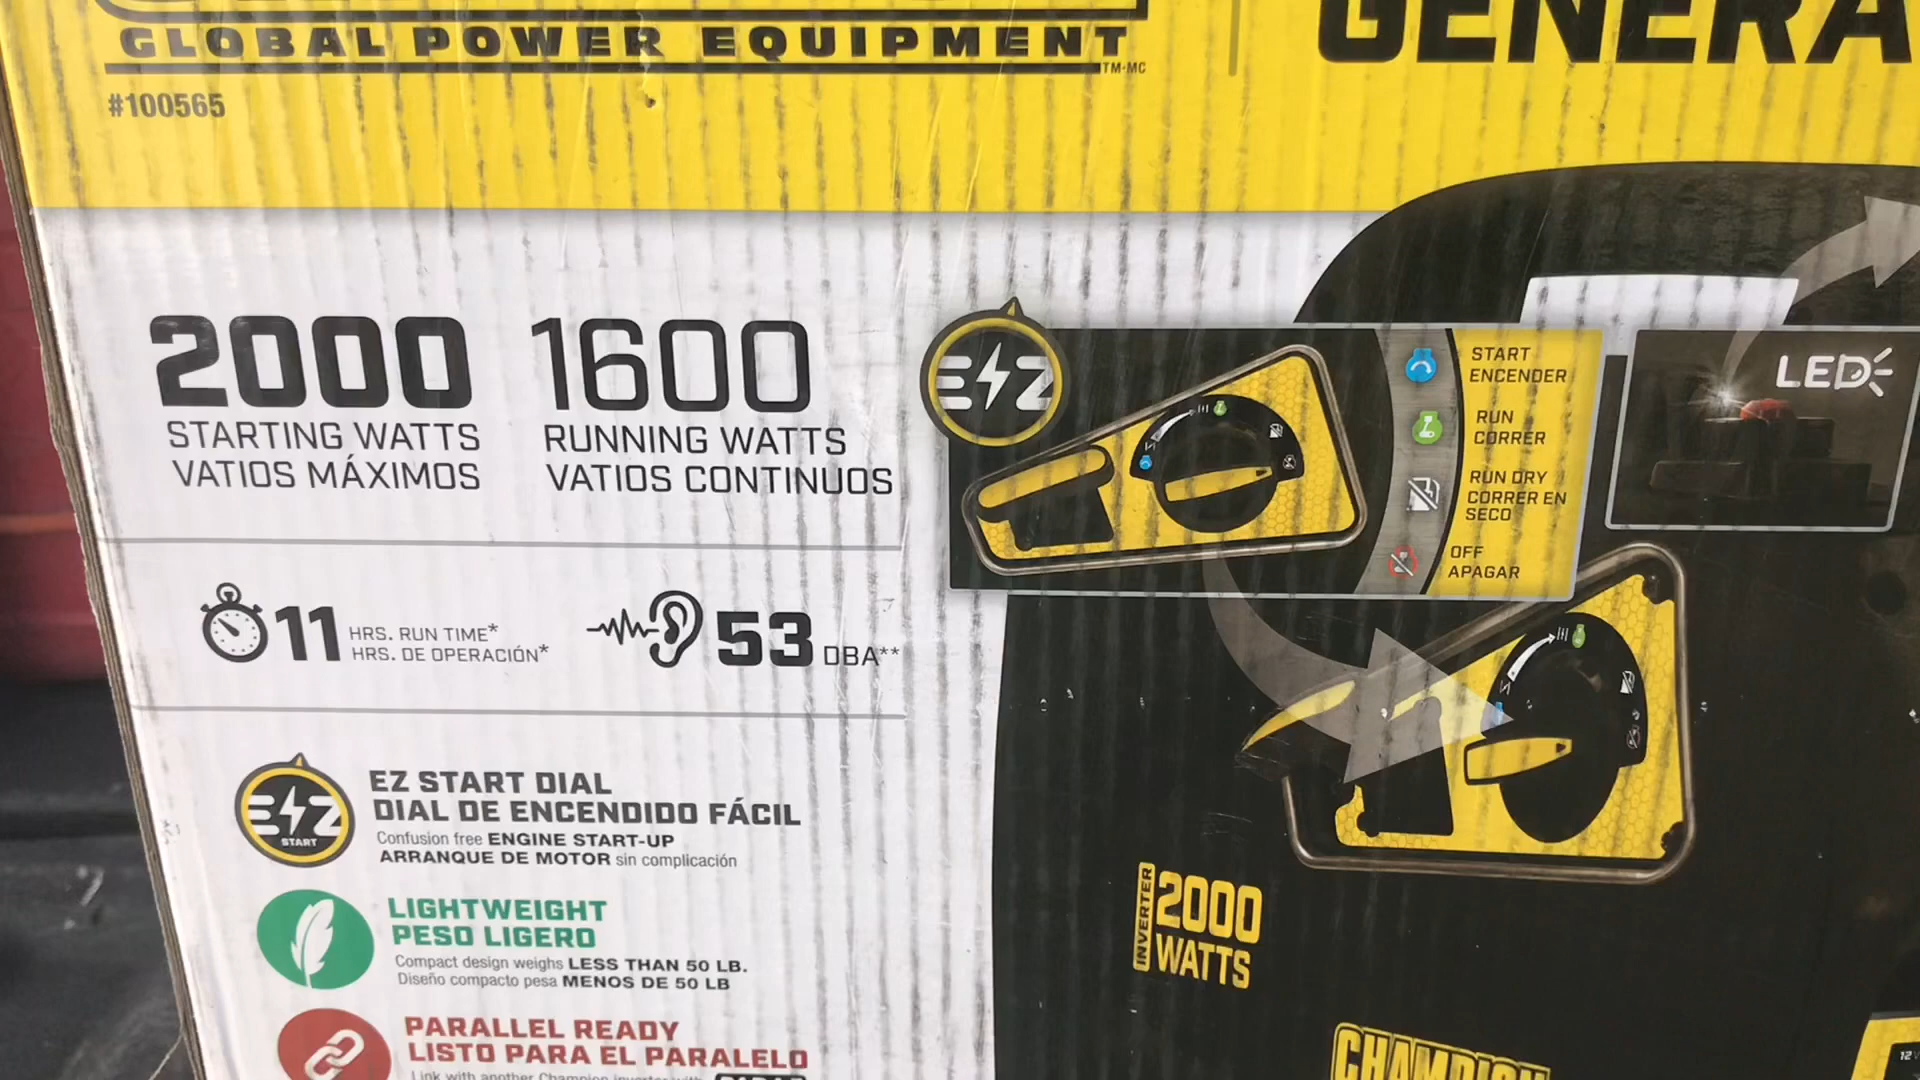 GLOBAL POWER EQUIPMENT
TM-MC
#100565
2000
STARTING WATTS
VATIOS MÁXIMOS
1600
RUNNING WATTS
VATIOS CONTINUOS
11 HRS. RUN TIME*
HRS. DE OPERACIÓN*
53 DBA**
EZ
START
ENCENDER
RUN
CORRER
RUN DRY
CORRER EN
SECO
OFF
APAGAR
LED
EZ
START
EZ START DIAL
DIAL DE ENCENDIDO FÁCIL
Confusion free ENGINE START-UP
ARRANQUE DE MOTOR sin complicación
LIGHTWEIGHT
PESO LIGERO
Compact design weighs LESS THAN 50 LB.
Diseño compacto pesa MENOS DE 50 LB
PARALLEL READY
LISTO PARA EL PARALELO
Link with another Champion inverter with
INVERTER
2000
WATTS
CHAMPION